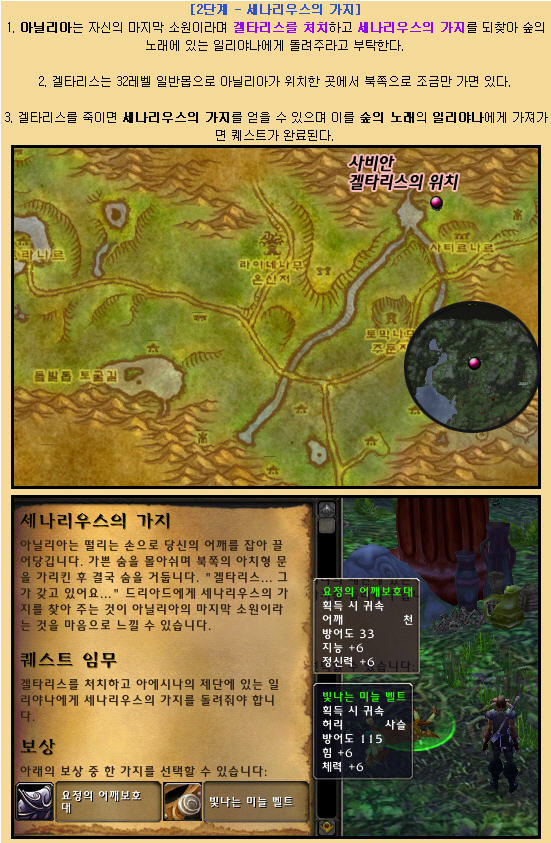 [2단계 - 세나리우스의 가지]
1. 아닐리아는 자신의 마지막 소원이라며 겔타리스를 처치하고 세나리우스의 가지를 되찾아 숲의
노래에 있는 일리야나에게 돌려주라고 부탁한다.
2. 겔타리스는 32레벨 일반몹으로 아닐리아가 위치한 곳에서 북쪽으로 조금만 가면 있다.
3. 겔타리스를 죽이면 세나리우스의 가지를 얻을 수 있으며 이를 숲의 노래의 일리야나에게 가져가
면 퀘스트가 완료된다.
사비안
겔타리스의 위치
사티르나르
라이네나무
은신처
토막나무
주둔지
돌발톱 토굴길
세나리우스의 가지
아닐리아는 떨리는 손으로 당신의 어깨를 잡아 끌
어당깁니다. 가쁜 숨을 몰아쉬며 북쪽의 아치형 문
을 가리킨 후 결국 숨을 거둡니다. "겔타리스... 그
가 갖고 있어요..." 드리아드에게 세나리우스의 가
지를 찾아 주는 것이 아닐리아의 마지막 소원이라
는 것을 마음으로 느낄 수 있습니다.
퀘스트 임무
겔타리스를 처치하고 아에시나의 제단에 있는 일
리야나에게 세나리우스의 가지를 돌려줘야 합니
다.
보상
아래의 보상 중 한 가지를 선택할 수 있습니다:
요정의 어깨보호
대
빛나는 미늘 벨트
요정의 어깨보호대
획득 시 귀속
어깨 천
방어도 33
지능 +6
정신력 +6
빛나는 미늘 벨트
획득 시 귀속
허리 사슬
방어도 115
힘 +6
체력 +6